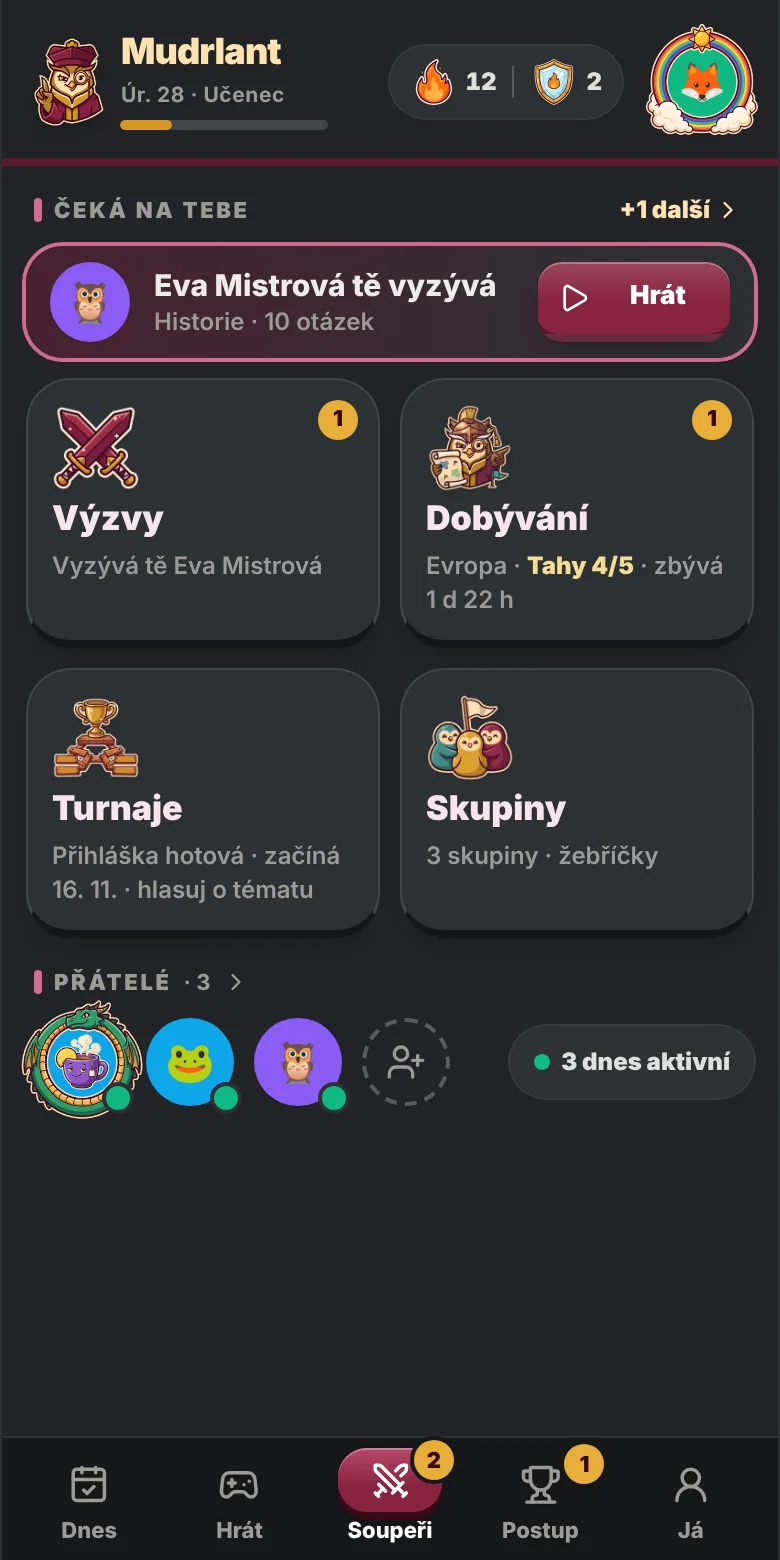 Mudrlant
Úr. 28 · Učenec
12
2
ČEKÁ NA TEBE
+1 další
Eva Mistrová tě vyzývá
Historie · 10 otázek
Hrát
1
Výzvy
Vyzývá tě Eva Mistrová
1
Dobývání
Evropa · Tahy 4/5 · zbývá
1 d 22 h
Turnaje
Přihláška hotová · začíná
16. 11. · hlasuj o tématu
Skupiny
3 skupiny · žebříčky
PŘÁTELÉ · 3
3 dnes aktivní
Dnes
Hrát
2
Soupeři
1
Postup
Já